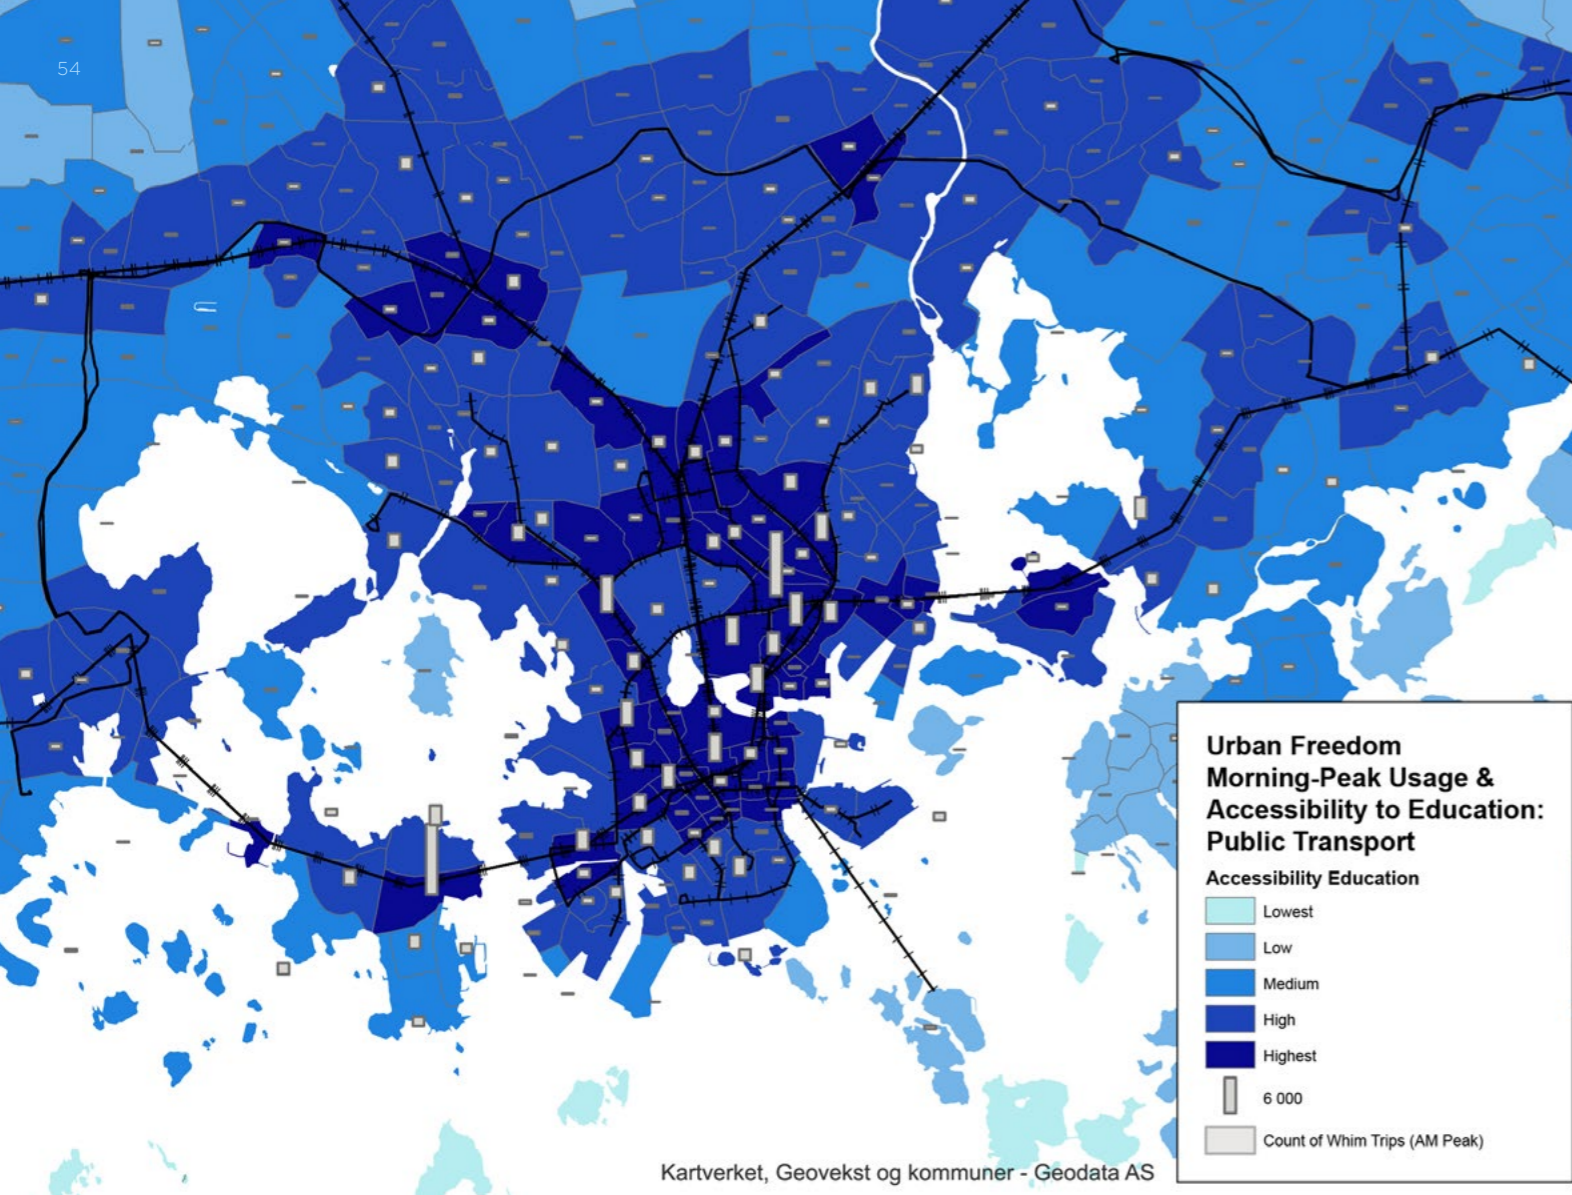 54
Urban Freedom
Morning-Peak Usage &
Accessibility to Education:
Public Transport
Accessibility Education
Lowest
Low
Medium
High
Highest
6 000
Count of Whim Trips (AM Peak)
Kartverket, Geovekst og kommuner - Geodata AS